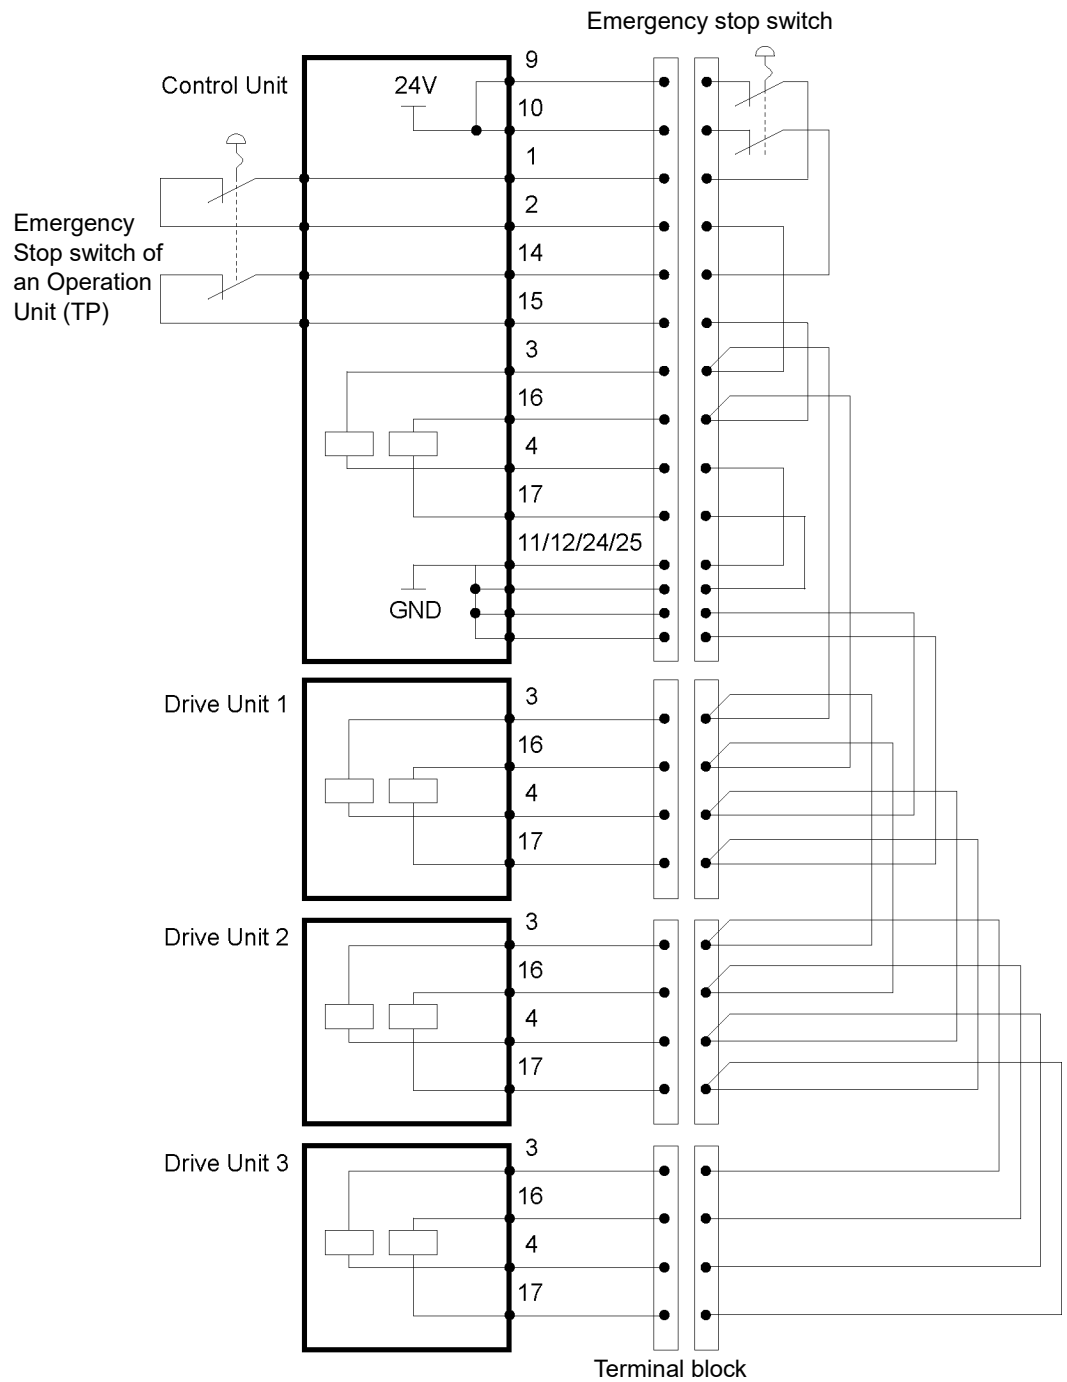 Emergency stop switch
Control Unit
24V
9
10
1
2
14
15
3
16
4
17
11/12/24/25
GND
Emergency
Stop switch of
an Operation
Unit (TP)
Drive Unit 1
3
16
4
17
Drive Unit 2
3
16
4
17
Drive Unit 3
3
16
4
17
Terminal block